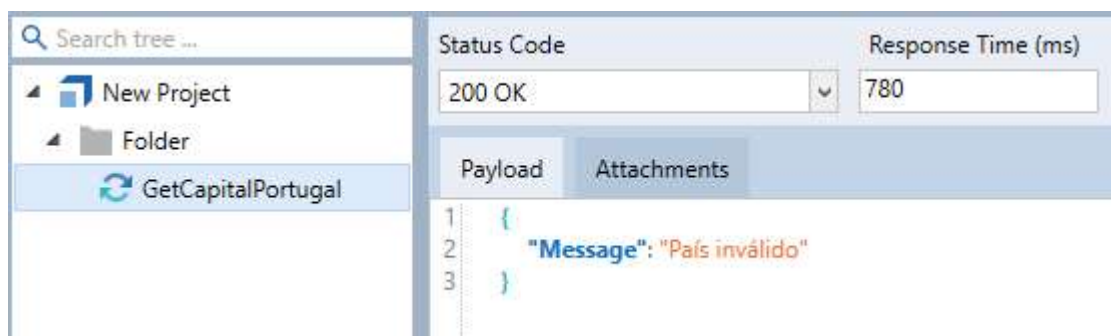 Search tree ...
New Project
Folder
GetCapitalPortugal
Status Code
Response Time (ms)
200 OK
780
Payload
Attachments
1 {
2 "Message": "País inválido"
3 }